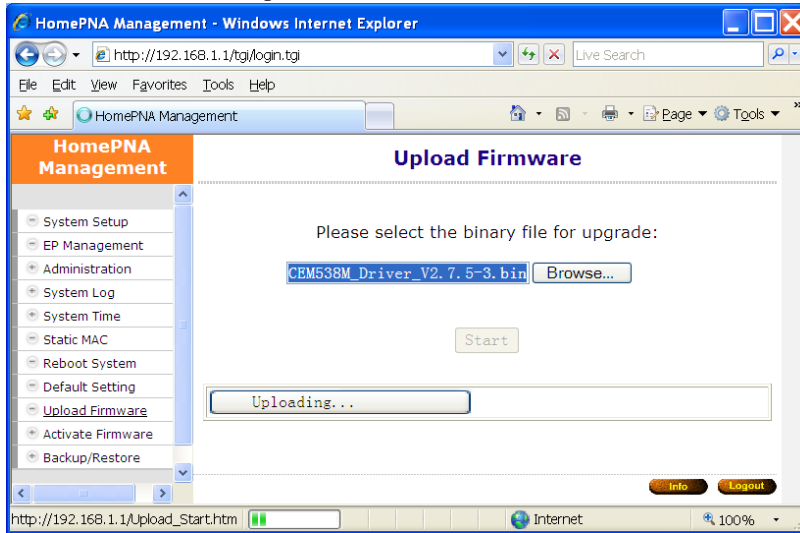 HomePNA Management - Windows Internet Explorer
http://192.168.1.1/tgi/login.tgi
Live Search
File Edit View Favorites Tools Help
HomePNA Management
Page Tools
HomePNA
Management
Upload Firmware
System Setup
EP Management
Administration
System Log
System Time
Static MAC
Reboot System
Default Setting
Upload Firmware
Activate Firmware
Backup/Restore
Please select the binary file for upgrade:
CEM538M_Driver_V2.7.5-3.bin Browse...
Start
Uploading...
Info Logout
http://192.168.1.1/Upload_Start.htm Internet 100%